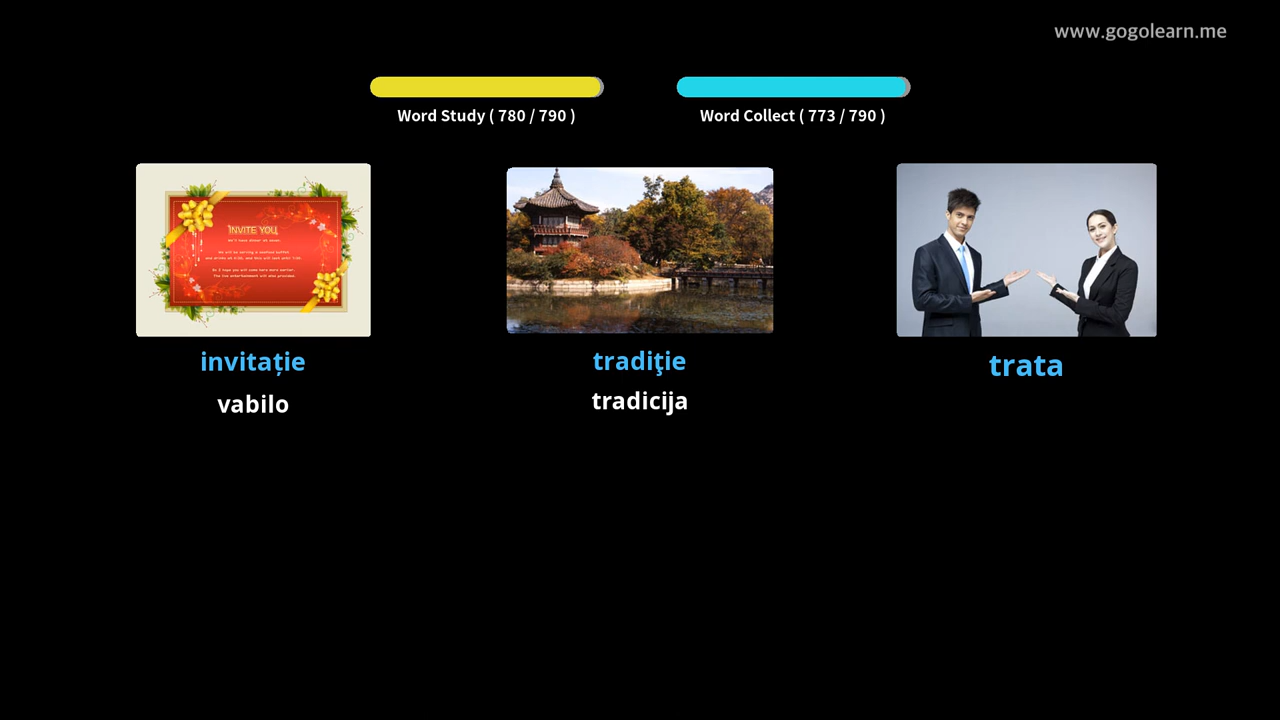 www.gogolearn.me
Word Study ( 780 / 790 )
Word Collect ( 773 / 790 )
INVITE YOU
invitație
vabilo
tradiţie
tradicija
trata